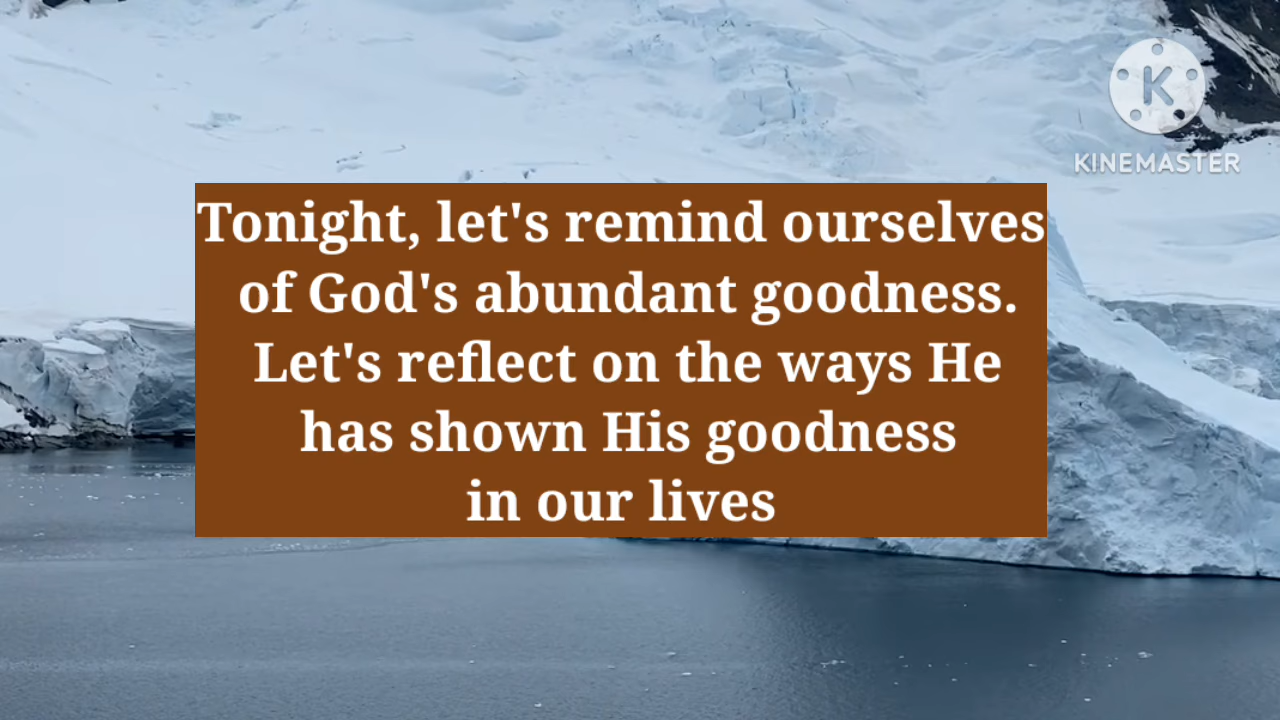 K
KINEMASTER
Tonight, let's remind ourselves
of God's abundant goodness.
Let's reflect on the ways He
has shown His goodness
in our lives